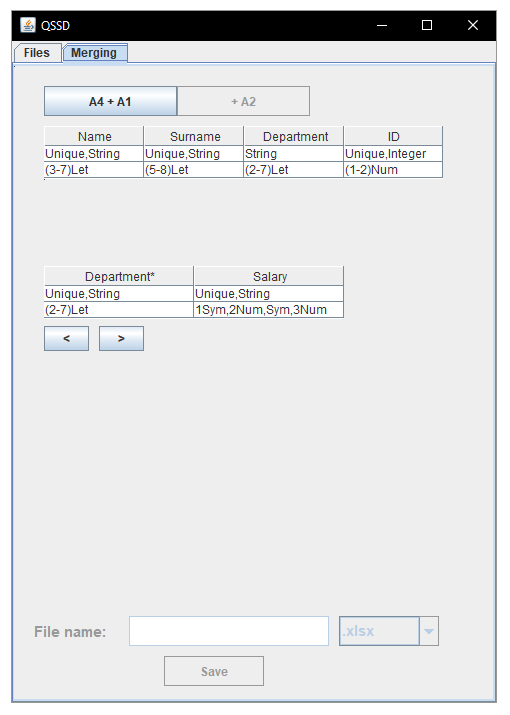 QSSD
Files Merging
A4 + A1 + A2
Name Surname Department ID
Unique,String Unique,String String Unique,Integer
(3-7)Let (5-8)Let (2-7)Let (1-2)Num
Department* Salary
Unique,String Unique,String
(2-7)Let 1Sym,2Num,Sym,3Num
< >
File name: .xlsx
Save